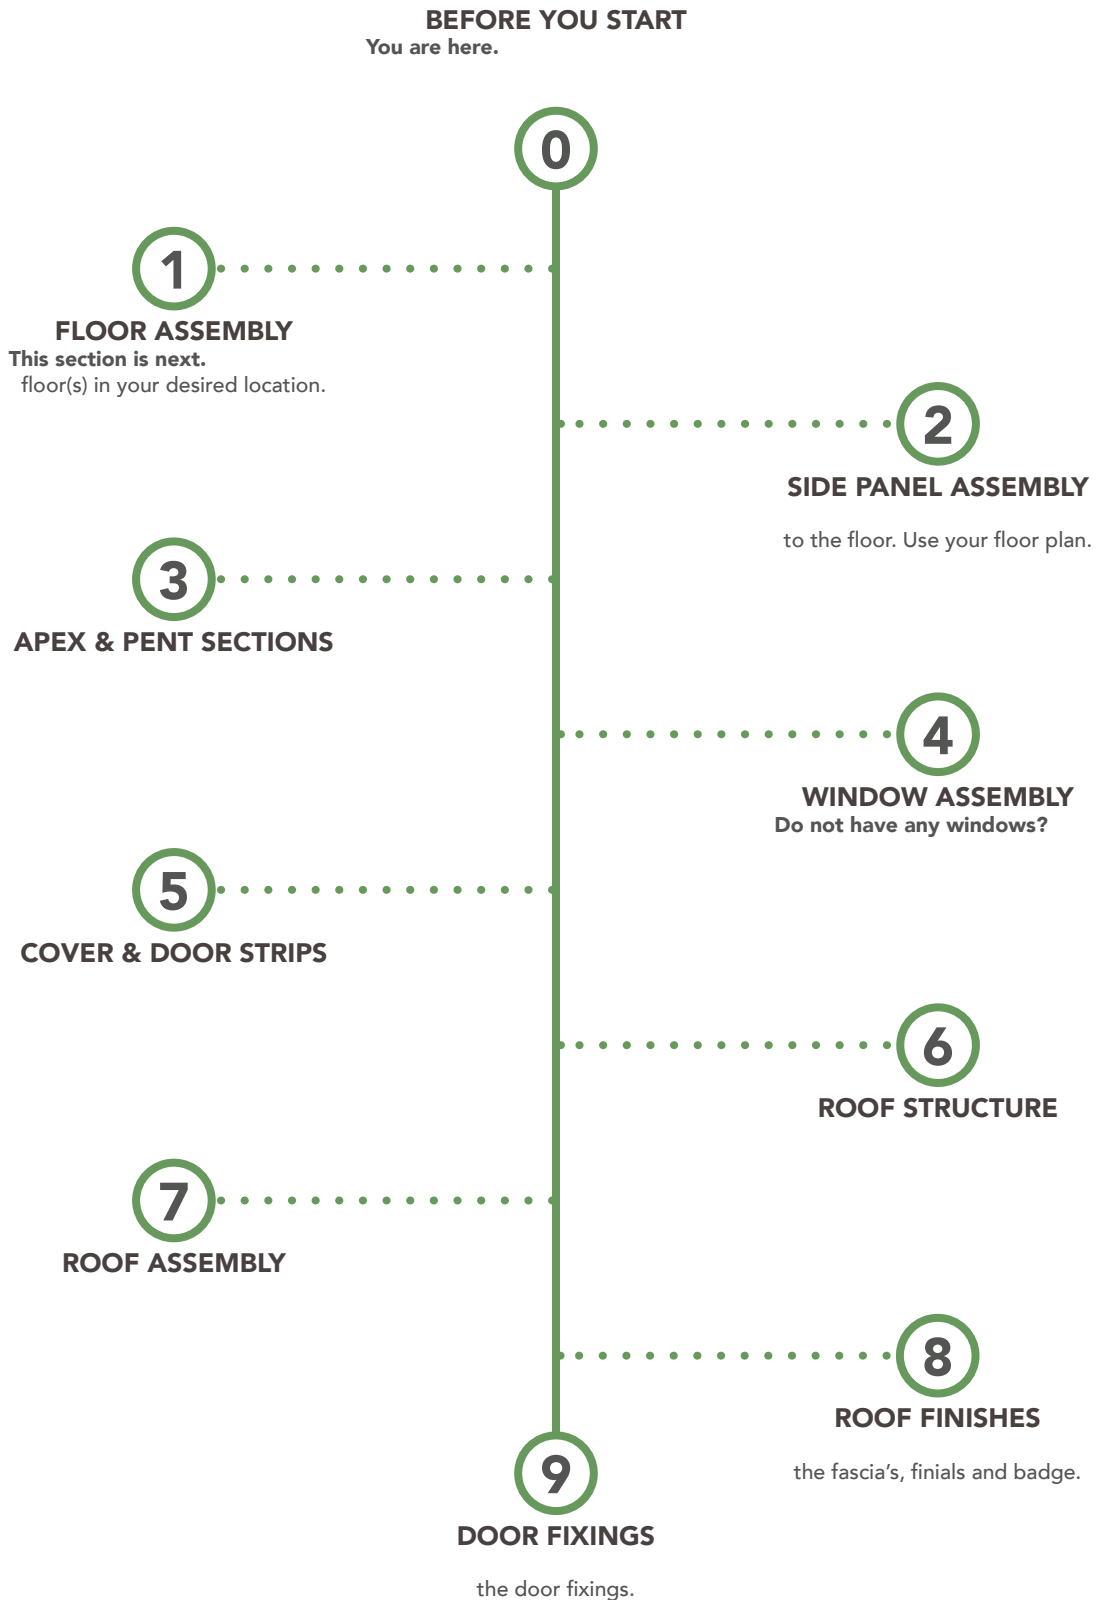 BEFORE YOU START
You are here.
0
1
FLOOR ASSEMBLY
This section is next.
floor(s) in your desired location.
2
SIDE PANEL ASSEMBLY
to the floor. Use your floor plan.
3
APEX & PENT SECTIONS
4
WINDOW ASSEMBLY
Do not have any windows?
5
COVER & DOOR STRIPS
6
ROOF STRUCTURE
7
ROOF ASSEMBLY
8
ROOF FINISHES
the fascia's, finials and badge.
9
DOOR FIXINGS
the door fixings.